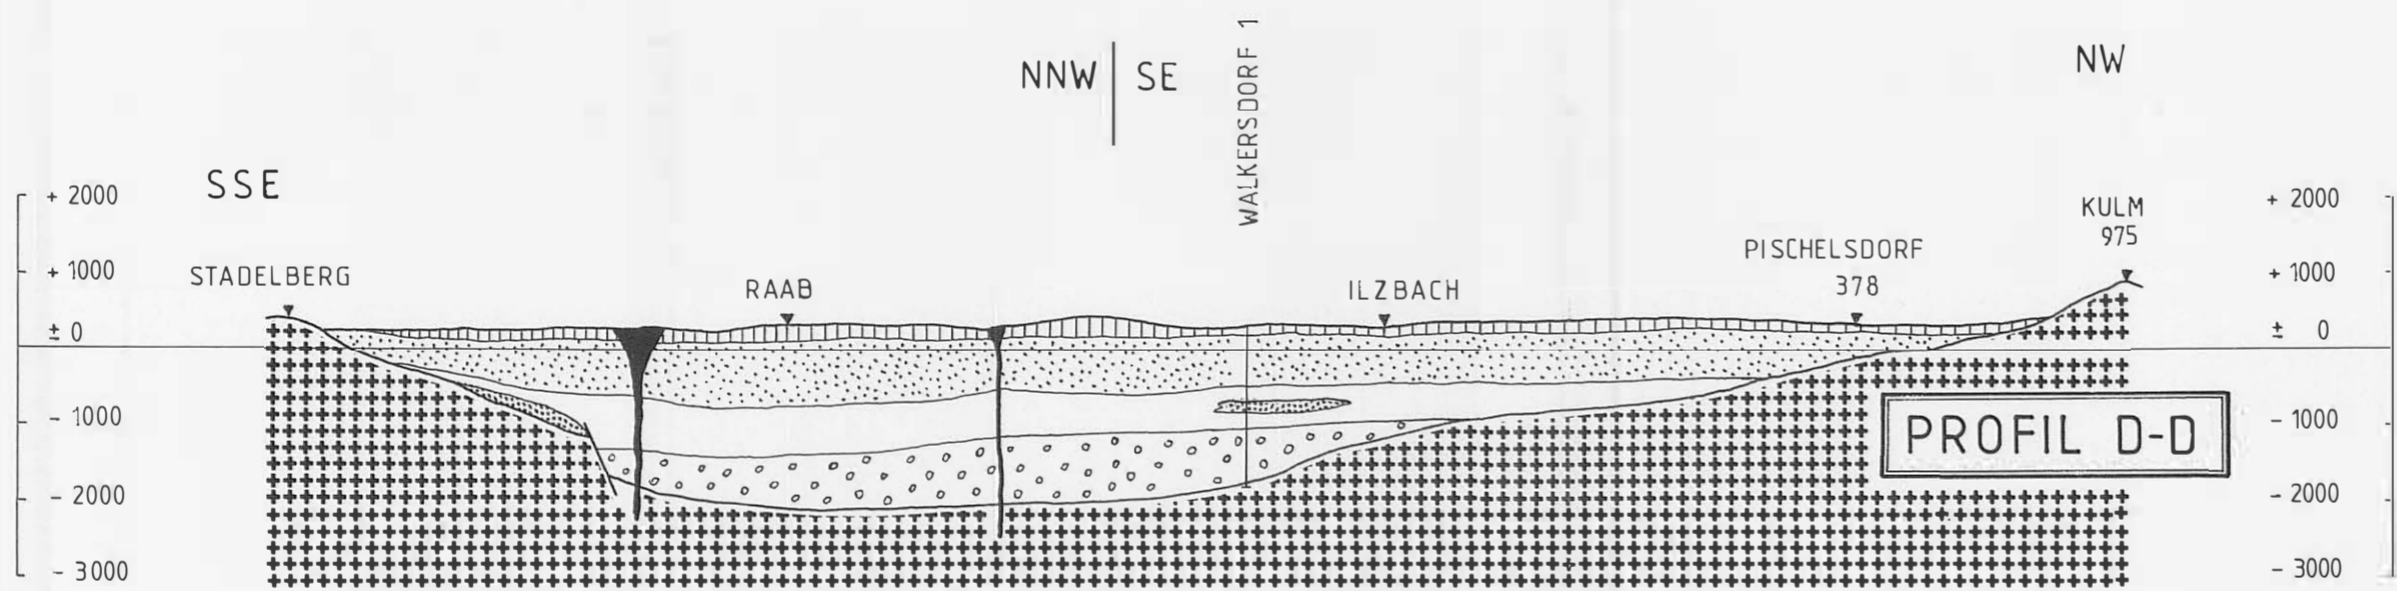 WALKERSDORF 1
NNW SE
NW
SSE
+ 2000
+ 1000
± 0
- 1000
- 2000
- 3000
STADELBERG
RAAB
ILZBACH
PISCHELSDORF
378
KULM
975
+ 2000
+ 1000
± 0
- 1000
- 2000
- 3000
PROFIL D-D